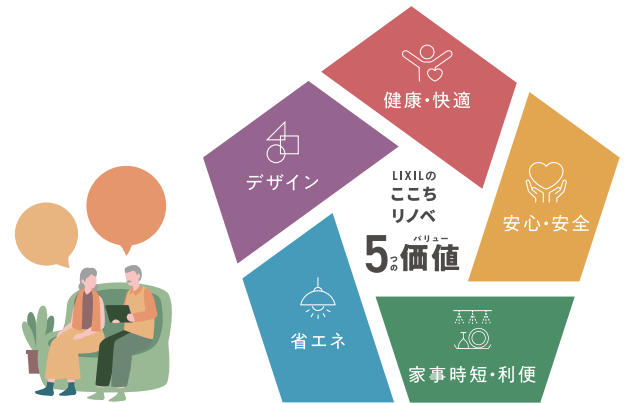 健康・快適
デザイン
安心・安全
LIXILの
ここち
リノベ
バリュー
5つの価値
省エネ
家事時短・利便